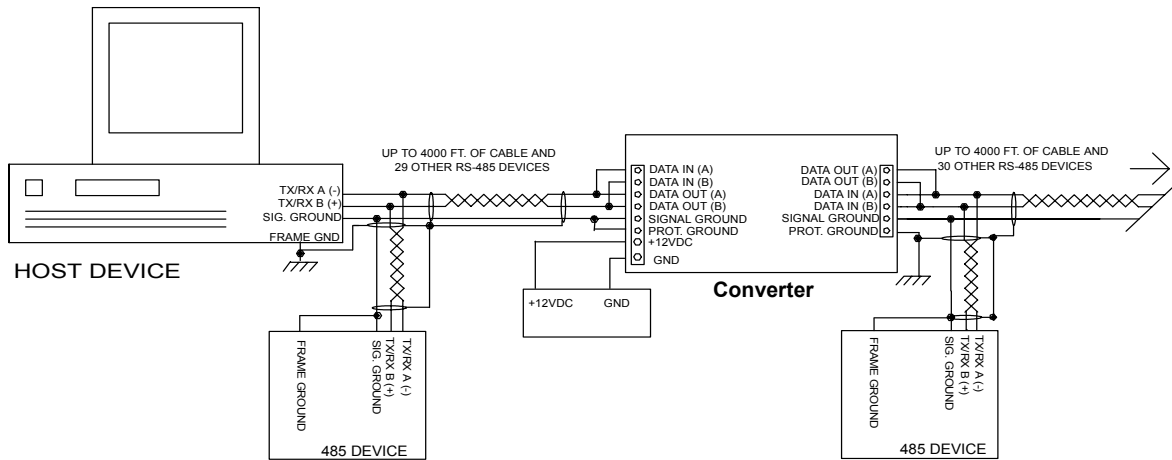 UP TO 4000 FT. OF CABLE AND
29 OTHER RS-485 DEVICES
TX/RX A (-)
TX/RX B (+)
SIG. GROUND
FRAME GND
HOST DEVICE
DATA IN (A)
DATA IN (B)
DATA OUT (A)
DATA OUT (B)
SIGNAL GROUND
PROT. GROUND
+12VDC
GND
DATA OUT (A)
DATA OUT (B)
DATA IN (A)
DATA IN (B)
SIGNAL GROUND
PROT. GROUND
Converter
UP TO 4000 FT. OF CABLE AND
30 OTHER RS-485 DEVICES
+12VDC
GND
FRAME GROUND
SIG. GROUND
TX/RX B (+)
TX/RX A (-)
485 DEVICE
FRAME GROUND
SIG. GROUND
TX/RX B (+)
TX/RX A (-)
485 DEVICE